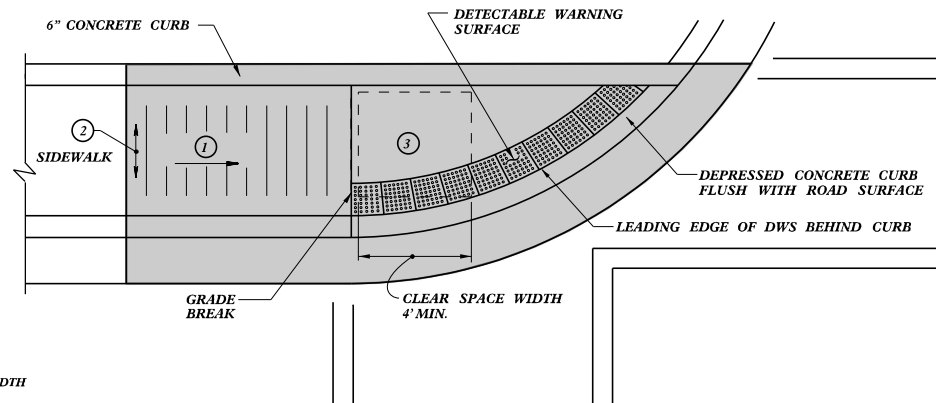 6" CONCRETE CURB
DETECTABLE WARNING
SURFACE
2
SIDEWALK
1
3
DEPRESSED CONCRETE CURB
FLUSH WITH ROAD SURFACE
LEADING EDGE OF DWS BEHIND CURB
GRADE
BREAK
CLEAR SPACE WIDTH
4' MIN.